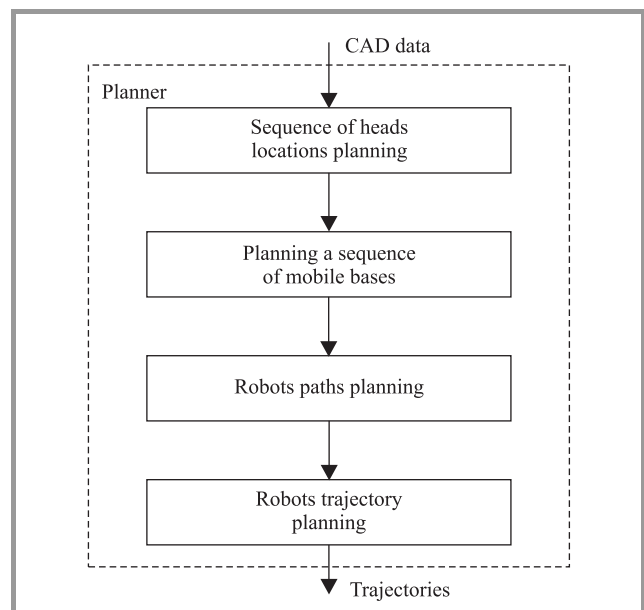 CAD data
Planner
Sequence of heads
locations planning
Planning a sequence
of mobile bases
Robots paths planning
Robots trajectory
planning
Trajectories